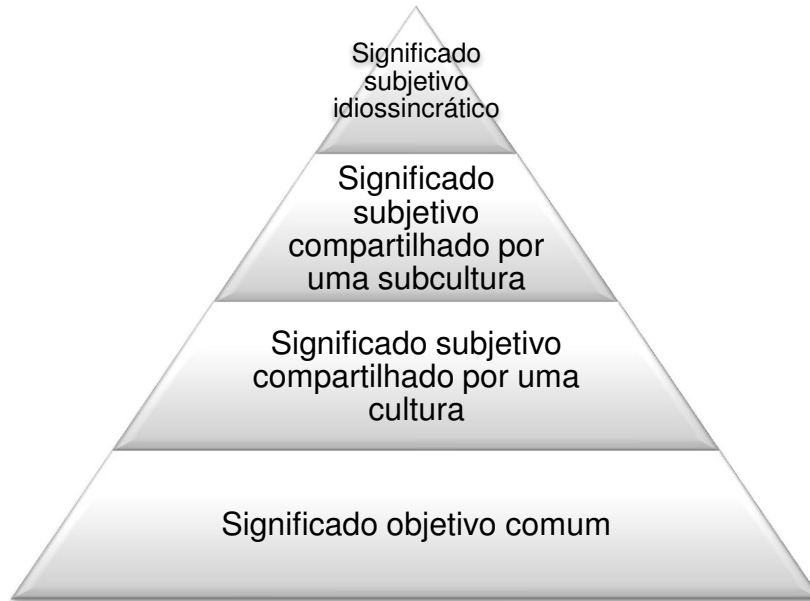 Significado
subjetivo
idiossincrático
Significado
subjetivo
compartilhado por
uma subcultura
Significado subjetivo
compartilhado por uma
cultura
Significado objetivo comum